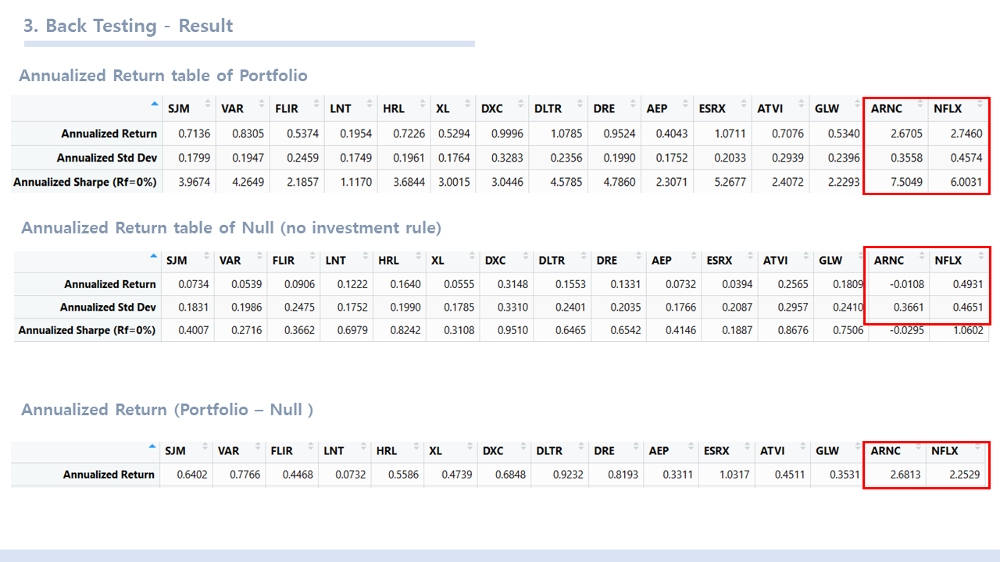 3. Back Testing - Result
Annualized Return table of Portfolio
SJM VAR FLIR LNT HRL XL DXC DLTR DRE AEP ESRX ATVI GLW ARNC NFLX
Annualized Return 0.7136 0.8305 0.5374 0.1954 0.7226 0.5294 0.9996 1.0785 0.9524 0.4043 1.0711 0.7076 0.5340 2.6705 2.7460
Annualized Std Dev 0.1799 0.1947 0.2459 0.1749 0.1961 0.1764 0.3283 0.2356 0.1990 0.1752 0.2033 0.2939 0.2396 0.3558 0.4574
Annualized Sharpe (Rf=0%) 3.9674 4.2649 2.1857 1.1170 3.6844 3.0015 3.0446 4.5785 4.7860 2.3071 5.2677 2.4072 2.2293 7.5049 6.0031
Annualized Return table of Null (no investment rule)
SJM VAR FLIR LNT HRL XL DXC DLTR DRE AEP ESRX ATVI GLW ARNC NFLX
Annualized Return 0.0734 0.0539 0.0906 0.1222 0.1640 0.0555 0.3148 0.1553 0.1331 0.0732 0.0394 0.2565 0.1809 -0.0108 0.4931
Annualized Std Dev 0.1831 0.1986 0.2475 0.1752 0.1990 0.1785 0.3310 0.2401 0.2035 0.1766 0.2087 0.2957 0.2410 0.3661 0.4651
Annualized Sharpe (Rf=0%) 0.4007 0.2716 0.3662 0.6979 0.8242 0.3108 0.9510 0.6465 0.6542 0.4146 0.1887 0.8676 0.7506 -0.0295 1.0602
Annualized Return (Portfolio – Null )
SJM VAR FLIR LNT HRL XL DXC DLTR DRE AEP ESRX ATVI GLW ARNC NFLX
Annualized Return 0.6402 0.7766 0.4468 0.0732 0.5586 0.4739 0.6848 0.9232 0.8193 0.3311 1.0317 0.4511 0.3531 2.6813 2.2529